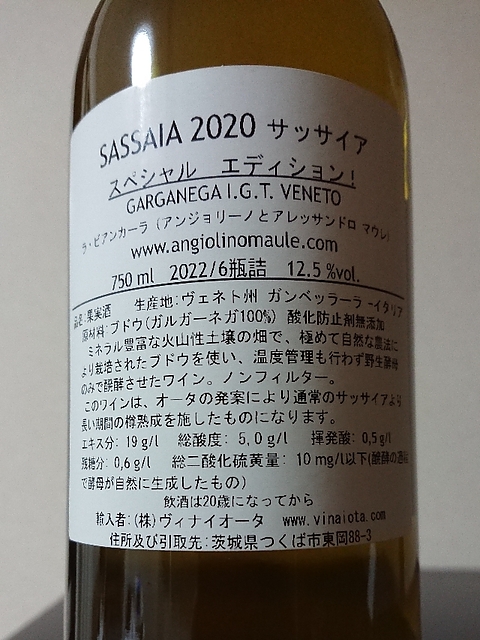 SASSAIA 2020 サッサイア
スペシャル エディション!
GARGANEGA I.G.T. VENETO
ラ・ビアンカーラ (アンジョリーノとアレッサンドロ マウレ)
www.angiolinomaule.com
750 ml 2022/6瓶詰 12.5 %vol.
品名:果実酒 生産地:ヴェネト州 ガンベッラーラ -イタリア
原材料:ブドウ(ガルガーネガ100%) 酸化防止剤無添加
ミネラル豊富な火山性土壌の畑で、極めて自然な農法に
より栽培されたブドウを使い、温度管理も行わず野生酵母
のみで醗酵させたワイン。ノンフィルター。
このワインは、オータの発案により通常のサッサイアより
長い期間の樽熟成を施したものになります。
エキス分: 19 g/l 総酸度: 5,0 g/l 揮発酸: 0,5 g/l
残糖分: 0,6 g/l 総二酸化硫黄量: 10 mg/l以下(醗酵の過程
で酵母が自然に生成したもの)
飲酒は20歳になってから
輸入者:(株)ヴィナイオータ www.vinaiota.com
住所及び引取先:茨城県つくば市東岡88-3